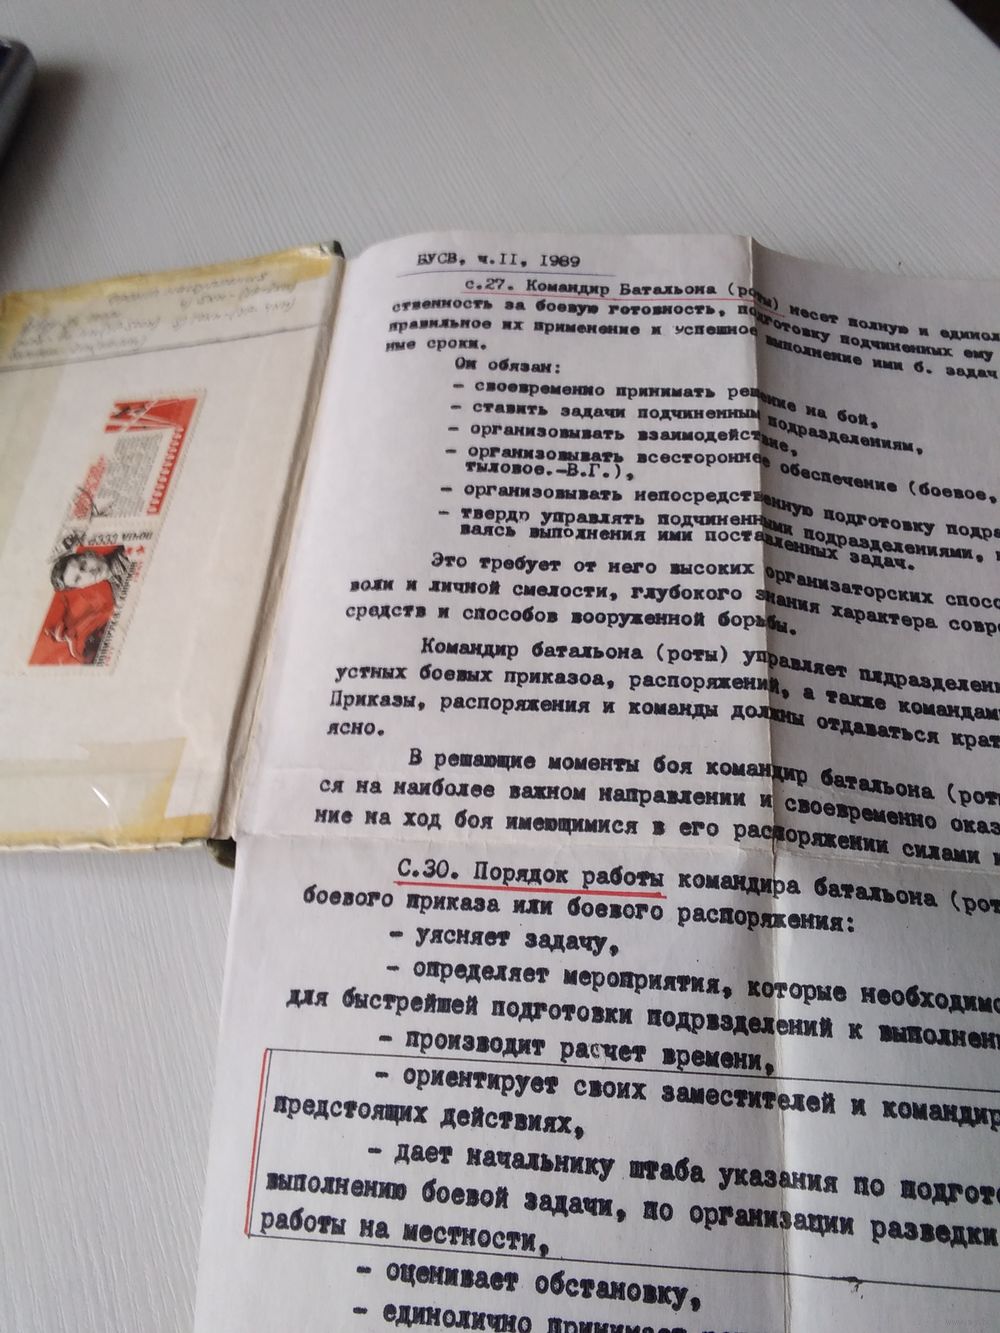 БУСВ, ч.II, 1989
с.27. Командир Батальона (роты) несет полную и единол
ственность за боевую готовность, подготовку подчиненных ему
правильное их применение и успешное выполнение ими б. задач
ные сроки.
Он обязан:
- своевременно принимать решение на бой,
- ставить задачи подчиненным подразделениям,
- организовывать взаимодействие,
- организовывать всестороннее обеспечение (боевое,
тыловое.-В.Г.),
- организовывать непосредственную подготовку подра
- твердо управлять подчиненными подразделениями,
ваясь выполнения ими поставленных задач.
Это требует от него высоких организаторских спосо
воли и личной смелости, глубокого знания характера совре
средств и способов вооруженной борьбы.
Командир батальона (роты) управляет пядразделени
устных боевых приказоа, распоряжений, а также командам
Приказы, распоряжения и команды должны отдаваться крат
ясно.
В решающие моменты боя командир батальона (рот
ся на наиболее важном направлении и своевременно оказ
ние на ход боя имеющимися в его распоряжении силами и
С.30. Порядок работы командира батальона (рот
боевого приказа или боевого распоряжения:
- уясняет задачу,
- определяет мероприятия, которые необходимо
для быстрейшей подготовки подрвзделений к выполнен
- производит расчет времени,
- ориентирует своих заместителей и командир
предстоящих действиях,
- дает начальнику штаба указания по подгото
выполнению боевой задачи, по организации разведки
работы на местности,
- оценивает обстановку,
- единолично принимает
ПОЧТА СССР